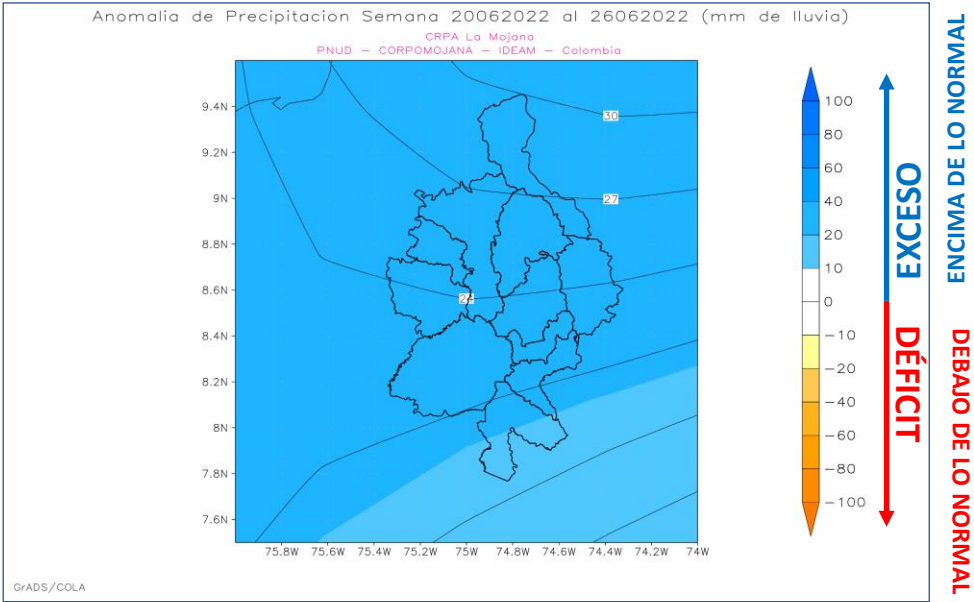 Anomalia de Precipitacion Semana 20062022 al 26062022 (mm de lluvia)
CRPA La Mojana
PNUD – CORPOMOJANA – IDEAM – Colombia
9.4N
9.2N
9N
8.8N
8.6N
8.4N
8.2N
8N
7.8N
7.6N
30
27
24
75.8W 75.6W 75.4W 75.2W 75W 74.8W 74.6W 74.4W 74.2W 74W
100
80
60
40
20
10
0
−10
−20
−40
−60
−80
−100
EXCESO
DÉFICIT
ENCIMA DE LO NORMAL
DEBAJO DE LO NORMAL
GrADS/COLA